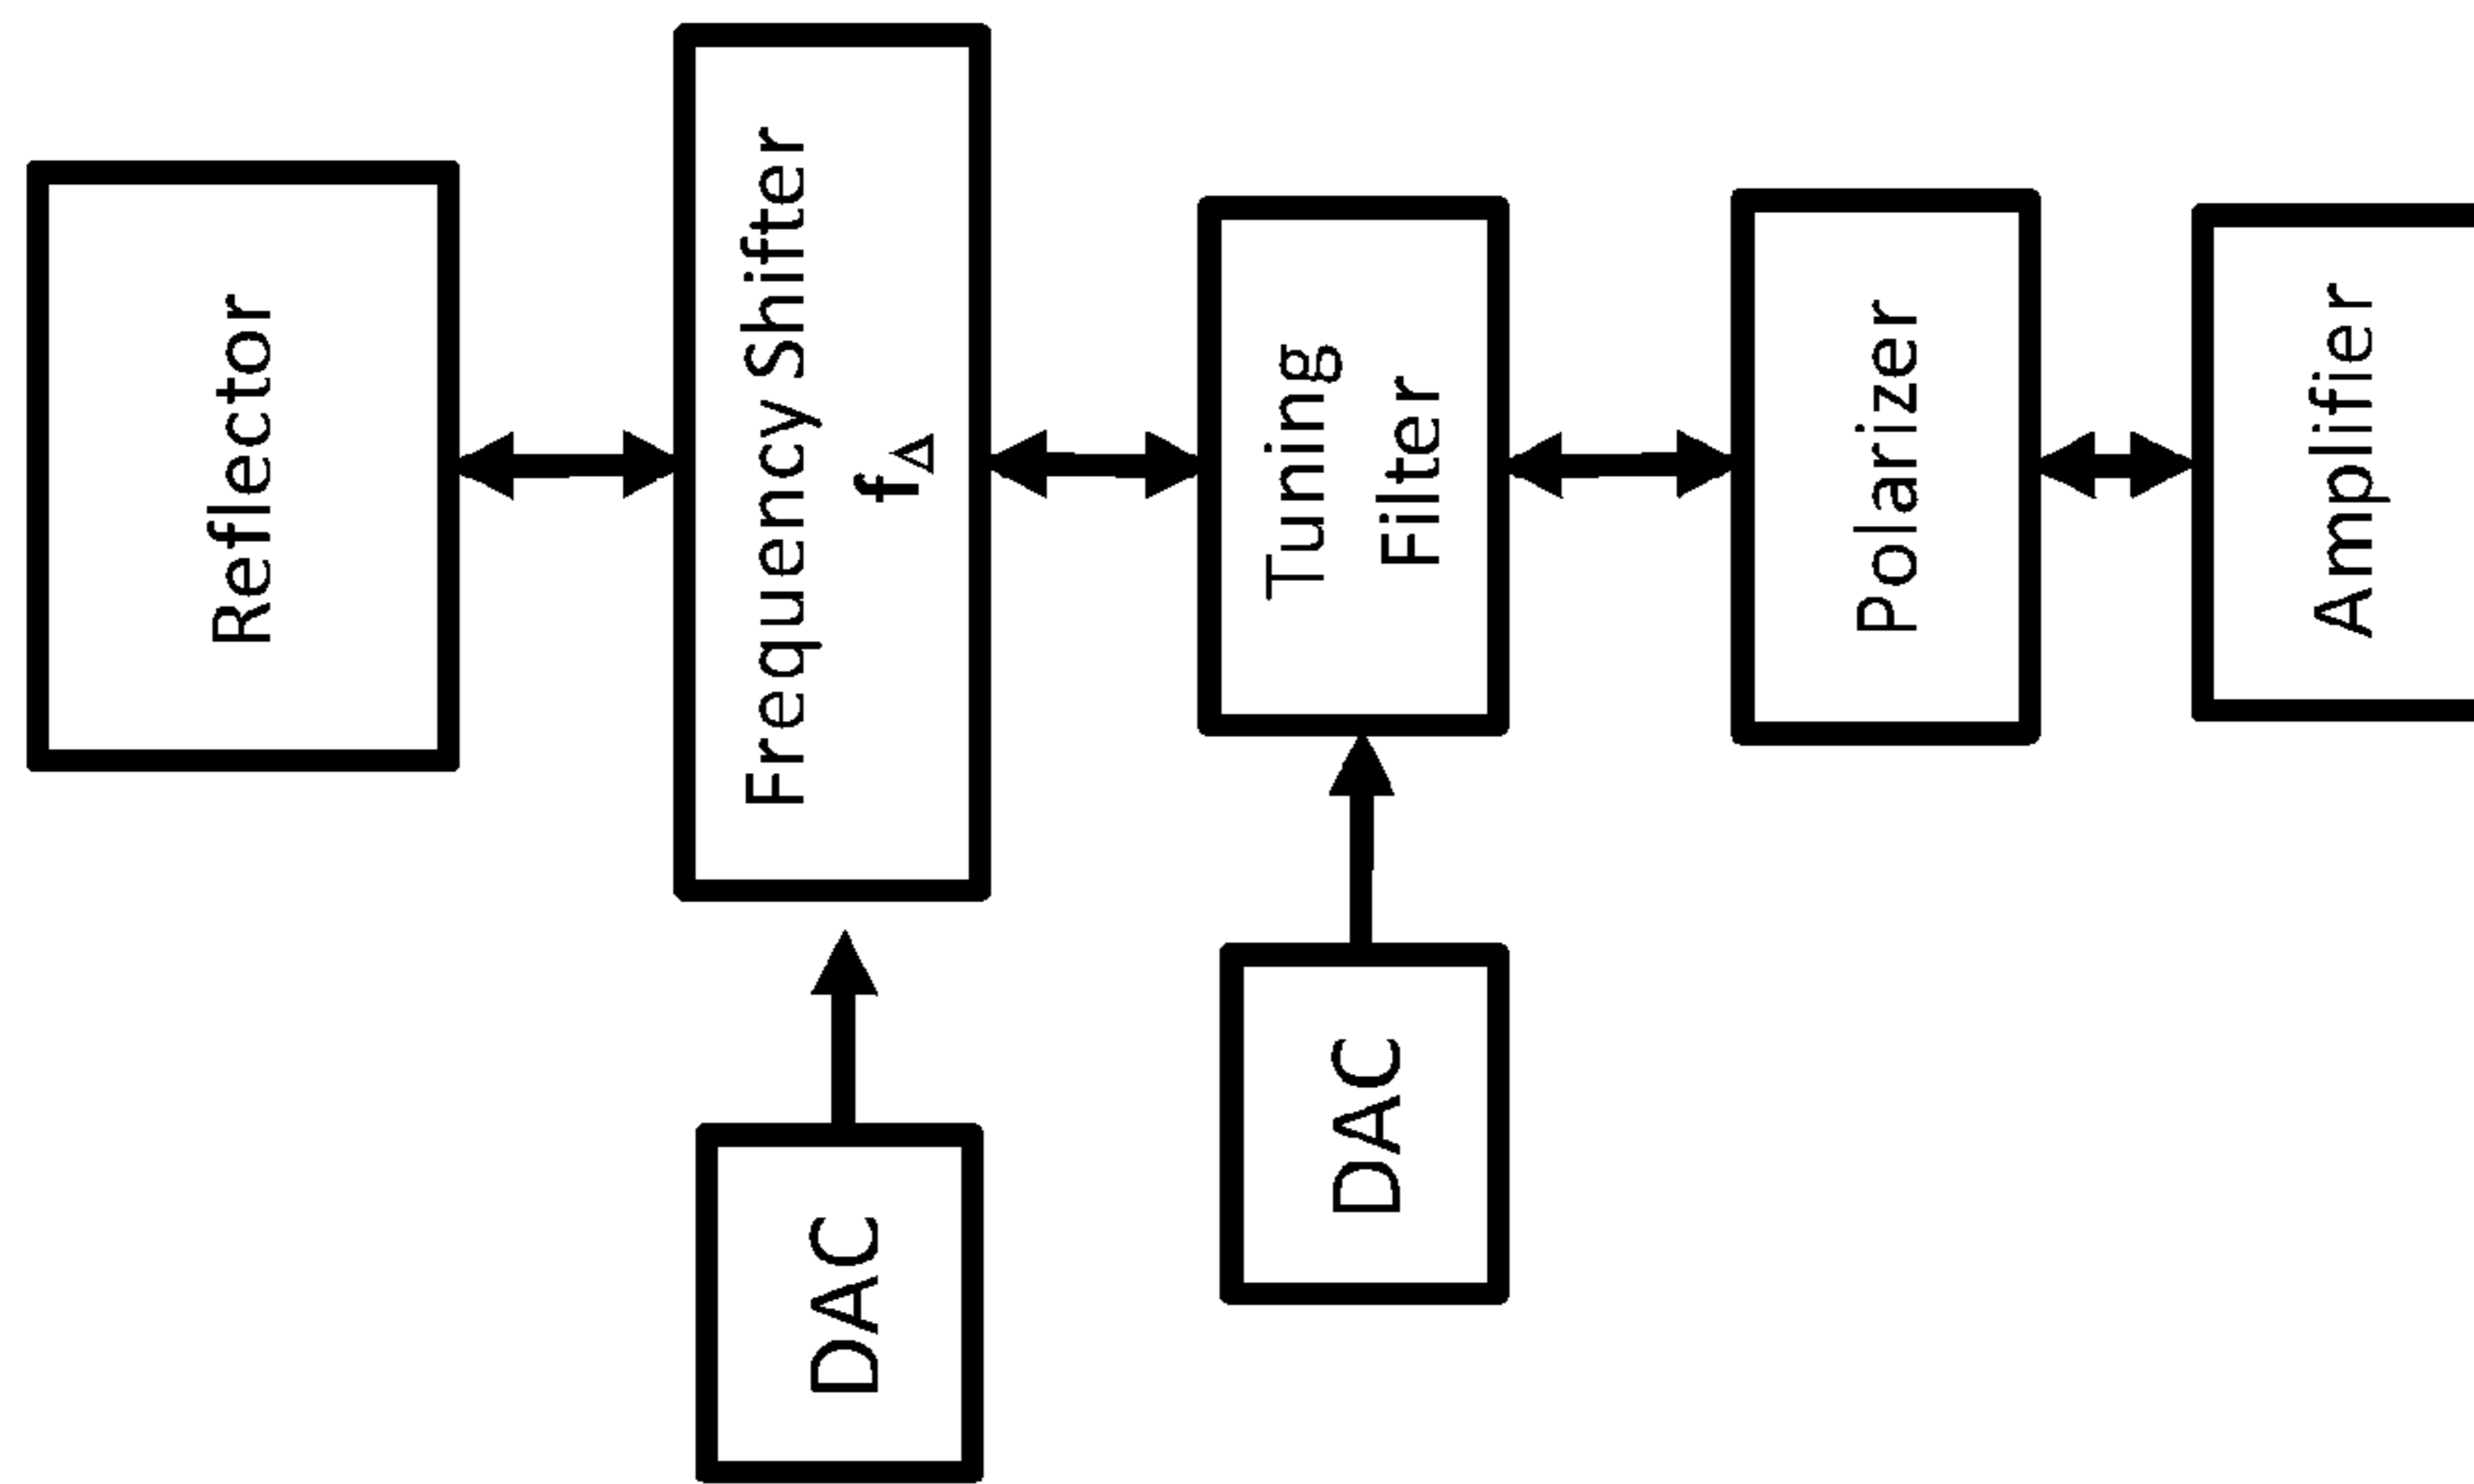 Reflector
Frequency Shifter
f△
Tuning
Filter
Polarizer
Amplifier
DAC
DAC